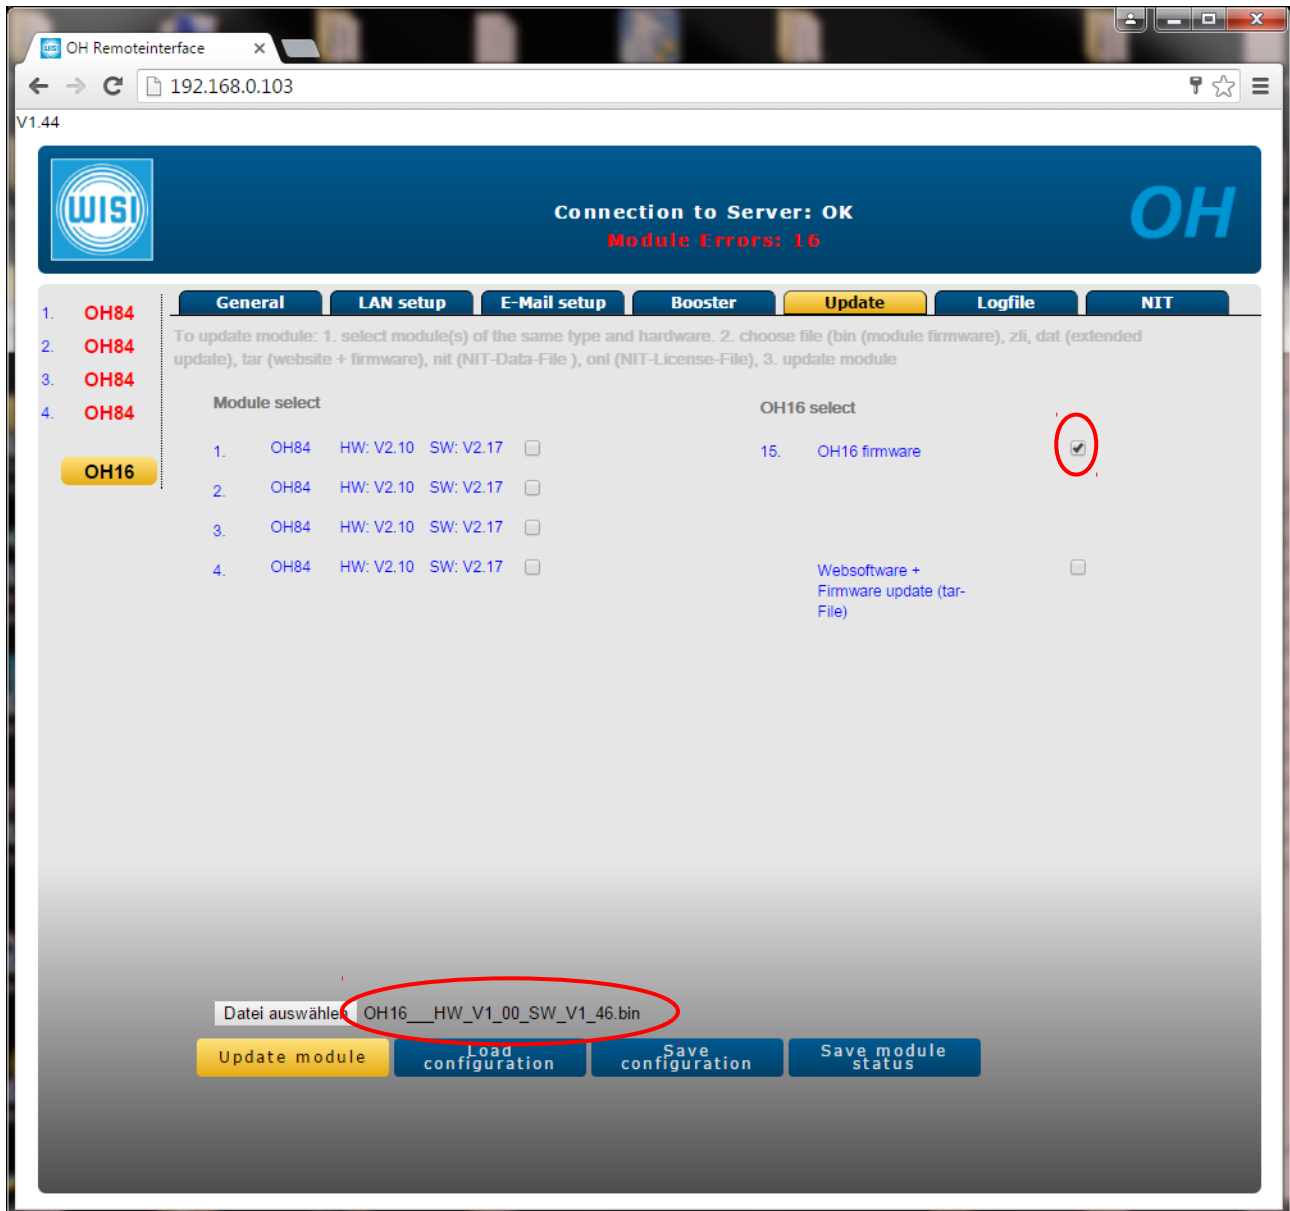 OH Remoteinterface
192.168.0.103
V1.44
WISI
Connection to Server: OK
Module Errors: 16
OH
General LAN setup E-Mail setup Booster Update Logfile NIT
1. OH84
2. OH84
3. OH84
4. OH84
OH16
To update module: 1. select module(s) of the same type and hardware. 2. choose file (bin (module firmware), zli, dat (extended
update), tar (website + firmware), nit (NIT-Data-File ), onl (NIT-License-File), 3. update module
Module select
OH16 select
1. OH84 HW: V2.10 SW: V2.17
15. OH16 firmware
2. OH84 HW: V2.10 SW: V2.17
3. OH84 HW: V2.10 SW: V2.17
4. OH84 HW: V2.10 SW: V2.17
Websoftware +
Firmware update (tar-
File)
Datei auswählen OH16___HW_V1_00_SW_V1_46.bin
Update module
Load
configuration
Save
configuration
Save module
status